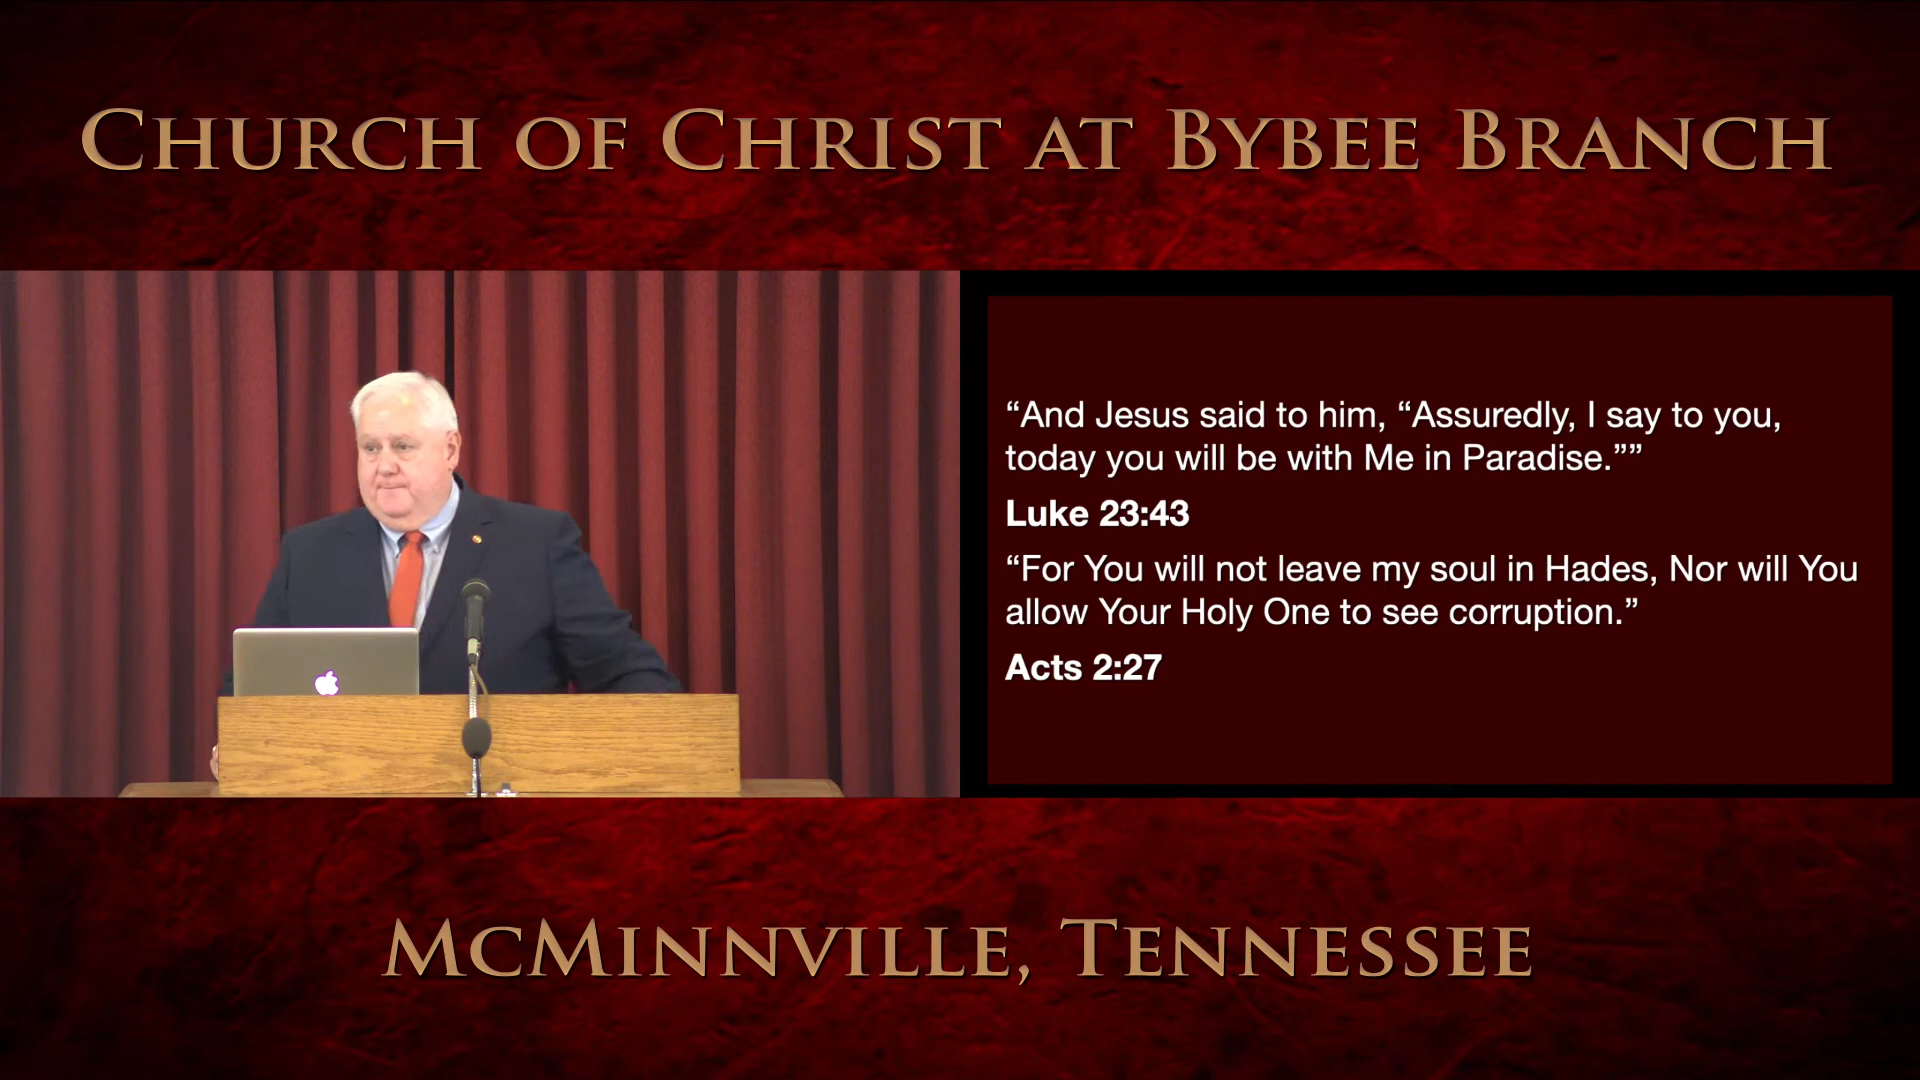 CHURCH OF CHRIST AT BYBEE BRANCH
“And Jesus said to him, “Assuredly, I say to you,
today you will be with Me in Paradise.””
Luke 23:43
“For You will not leave my soul in Hades, Nor will You
allow Your Holy One to see corruption.”
Acts 2:27
MCMINNVILLE, TENNESSEE